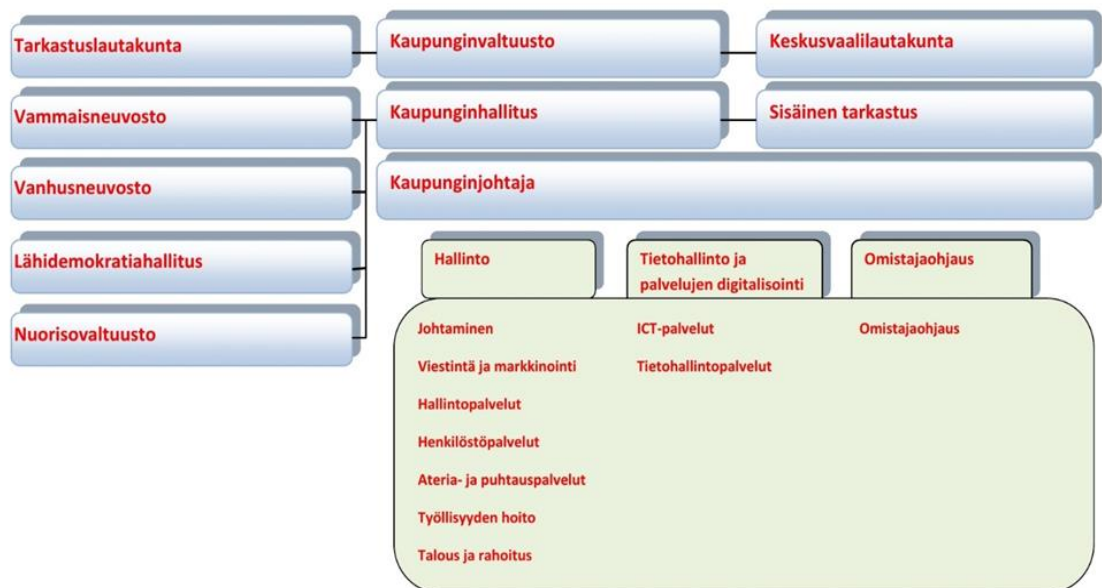 Tarkastuslautakunta
Kaupunginvaltuusto
Keskusvaalilautakunta
Vammaisneuvosto
Kaupunginhallitus
Sisäinen tarkastus
Vanhusneuvosto
Kaupunginjohtaja
Lähidemokratiahallitus
Nuorisovaltuusto
Hallinto
Tietohallinto ja
palvelujen digitalisointi
Omistajaohjaus
Johtaminen
Viestintä ja markkinointi
Hallintopalvelut
Henkilöstöpalvelut
Ateria- ja puhtauspalvelut
Työllisyyden hoito
Talous ja rahoitus
ICT-palvelut
Tietohallintopalvelut
Omistajaohjaus